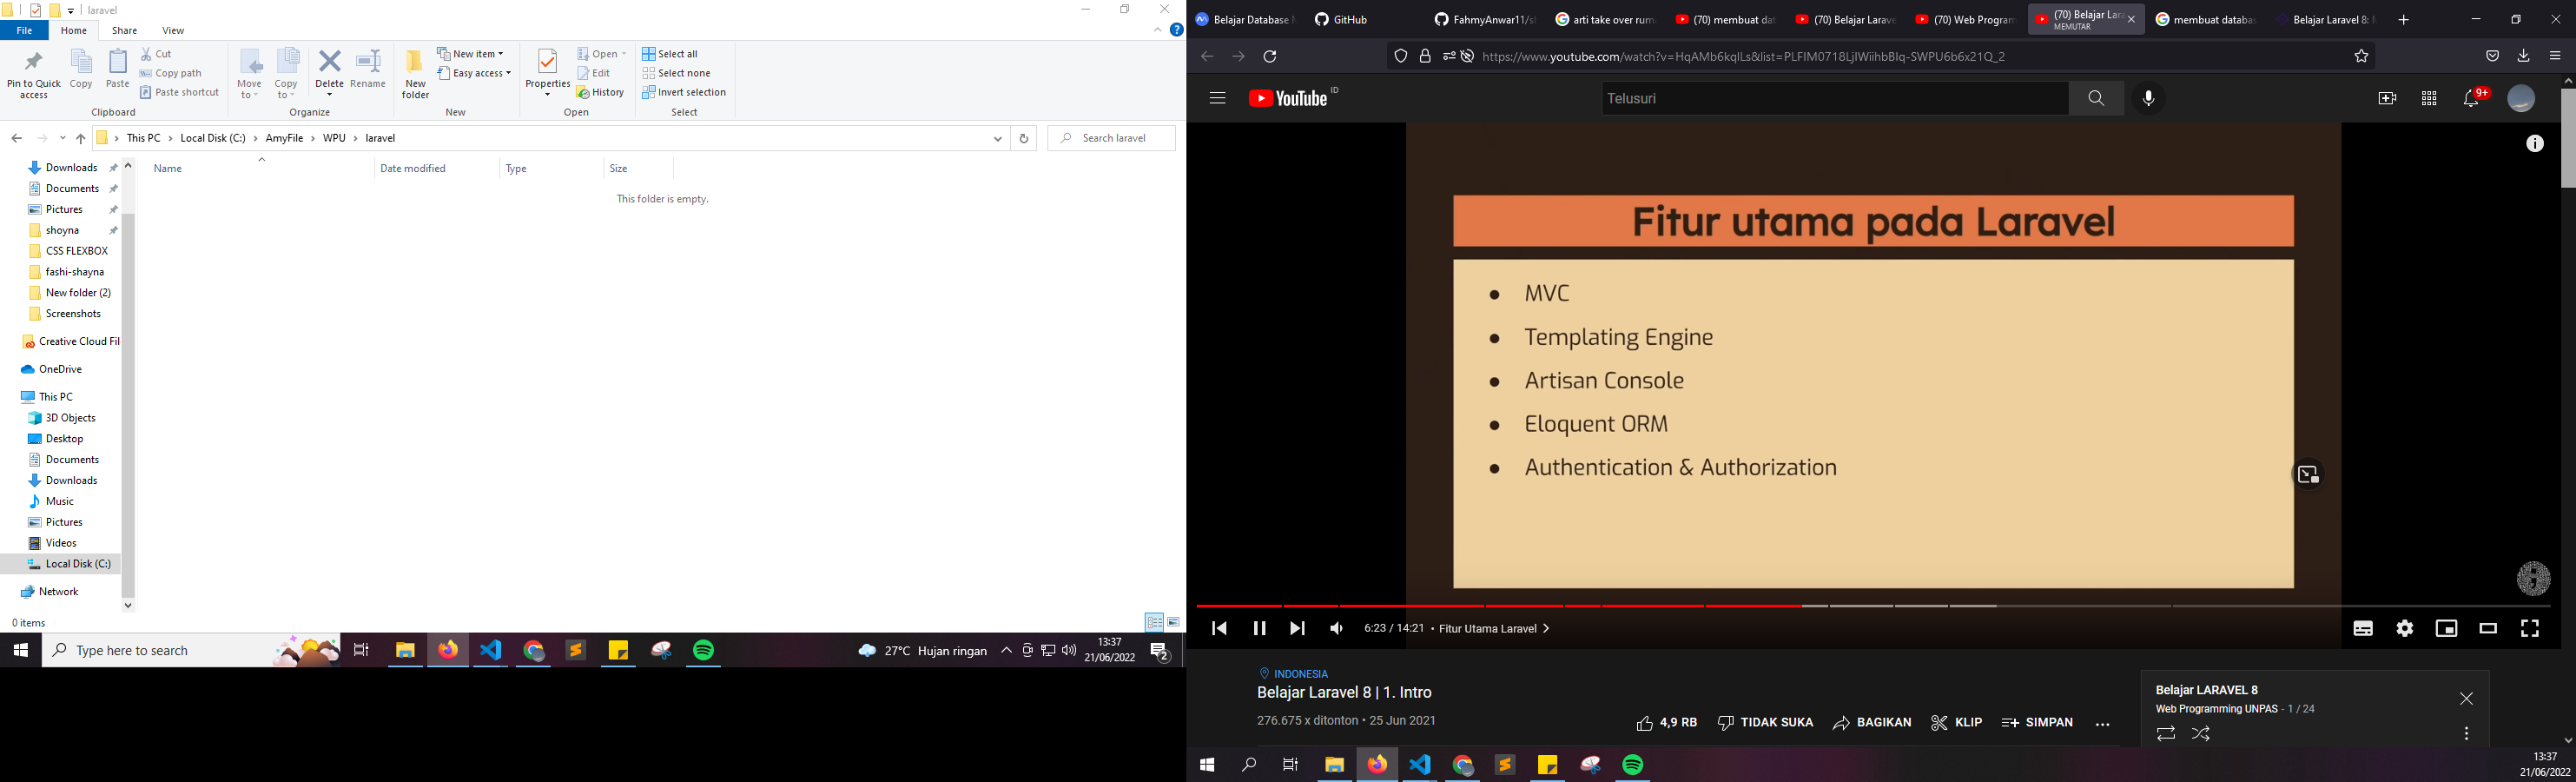 laravel
File Home Share View
Pin to Quick access
Copy
Paste
Cut
Copy path
Paste shortcut
Clipboard
Move to
Copy to
Delete
Rename
Organize
New folder
New item
Easy access
New
Properties
Open
Edit
History
Open
Select all
Select none
Invert selection
Select
This PC > Local Disk (C:) > AmyFile > WPU > laravel
Search laravel
Name Date modified Type Size
This folder is empty.
Downloads
Documents
Pictures
shoyna
CSS FLEXBOX
fashi-shayna
New folder (2)
Screenshots
Creative Cloud Fil
OneDrive
This PC
3D Objects
Desktop
Documents
Downloads
Music
Pictures
Videos
Local Disk (C:)
Network
0 items
Type here to search
27°C Hujan ringan
13:37
21/06/2022
2
Belajar Database
GitHub
FahmyAnwar11/s
arti take over rum
(70) membuat dat
(70) Belajar Larave
(70) Web Program
(70) Belajar Lara
MEMUTAR
membuat databas
Belajar Laravel 8:
https://www.youtube.com/watch?v=HqAMb6kqlLs&list=PLFIM0718LjIWiihbBIq-SWPU6b6x21Q_2
YouTube ID
Telusuri
9+
Fitur utama pada Laravel
● MVC
● Templating Engine
● Artisan Console
● Eloquent ORM
● Authentication & Authorization
6:23 / 14:21 • Fitur Utama Laravel
INDONESIA
Belajar Laravel 8 | 1. Intro
276.675 x ditonton • 25 Jun 2021
4,9 RB
TIDAK SUKA
BAGIKAN
KLIP
SIMPAN
Belajar LARAVEL 8
Web Programming UNPAS - 1 / 24
13:37
21/06/2022